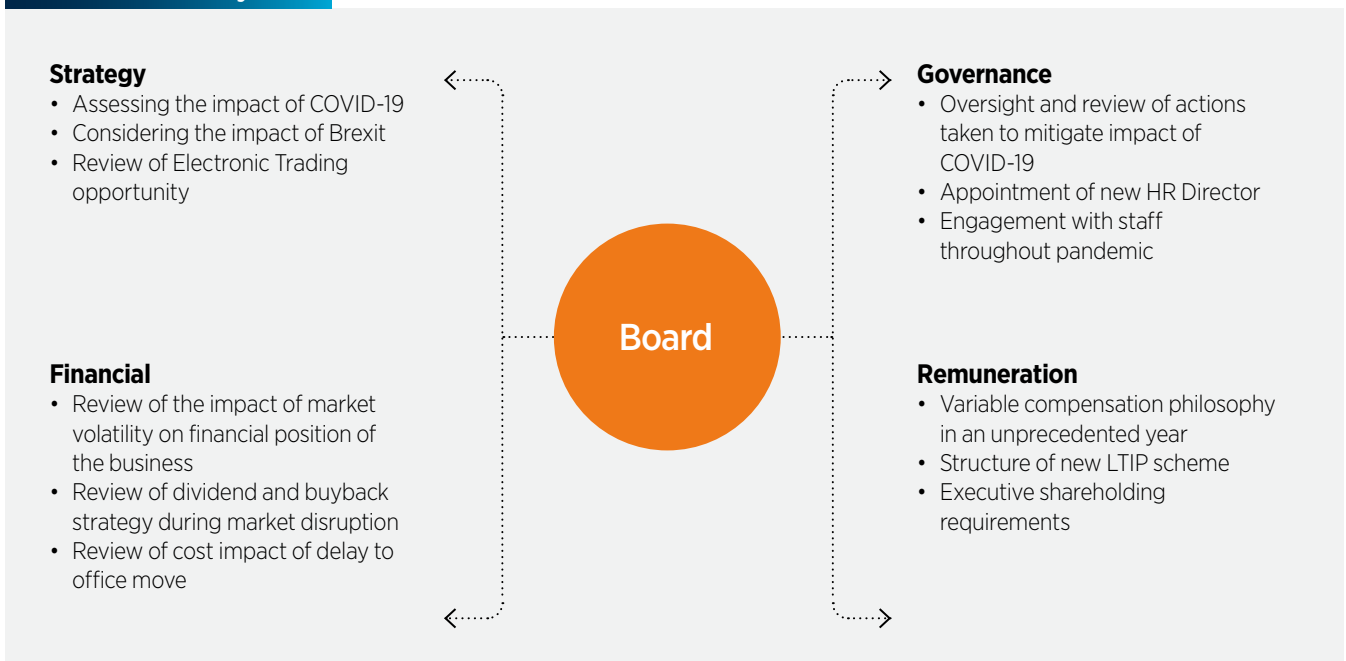 Strategy
• Assessing the impact of COVID-19
• Considering the impact of Brexit
• Review of Electronic Trading
opportunity
Financial
• Review of the impact of market
volatility on financial position of
the business
• Review of dividend and buyback
strategy during market disruption
• Review of cost impact of delay to
office move
Board
Governance
• Oversight and review of actions
taken to mitigate impact of
COVID-19
• Appointment of new HR Director
• Engagement with staff
throughout pandemic
Remuneration
• Variable compensation philosophy
in an unprecedented year
• Structure of new LTIP scheme
• Executive shareholding
requirements